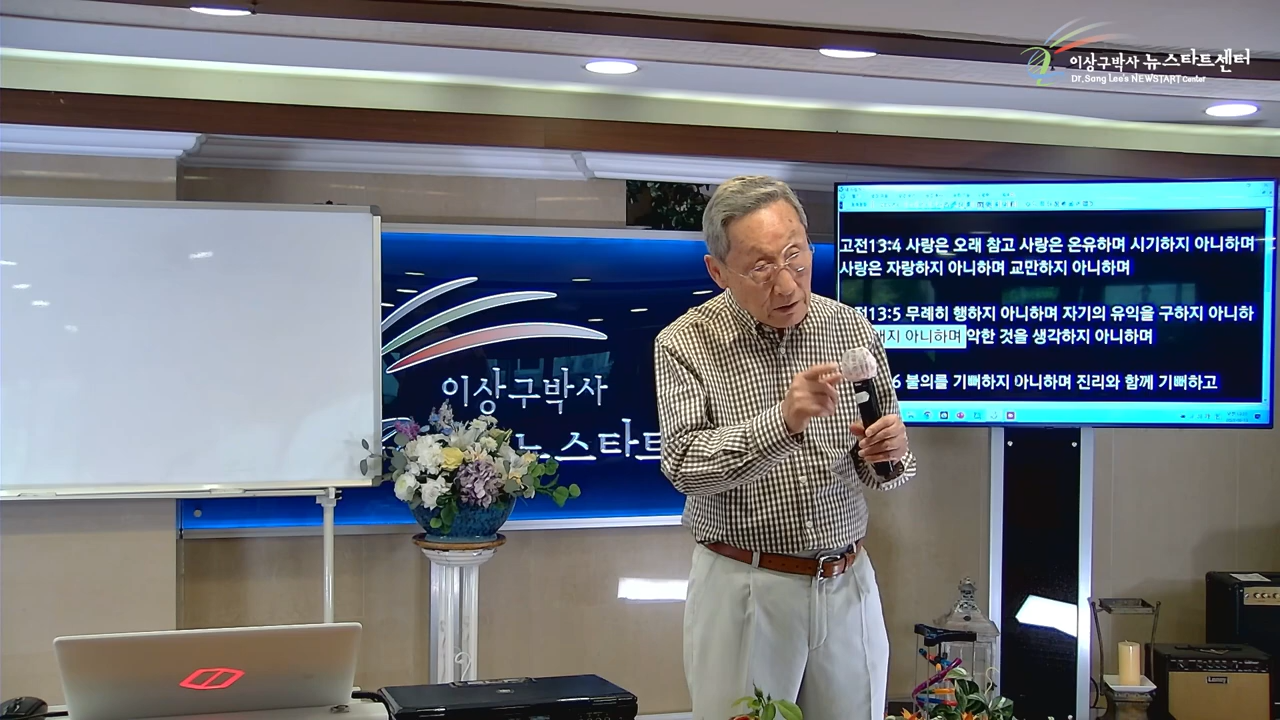 이상구박사 뉴스타트센터
Dr. Sang Lee's NEWSTART Center
고전13:4 사랑은 오래 참고 사랑은 온유하며 시기하지 아니하며
사랑은 자랑하지 아니하며 교만하지 아니하며
전13:5 무례히 행하지 아니하며 자기의 유익을 구하지 아니하
내지 아니하며 악한 것을 생각하지 아니하며
6 불의를 기뻐하지 아니하며 진리와 함께 기뻐하고
이상구박사
뉴스타트
Laney